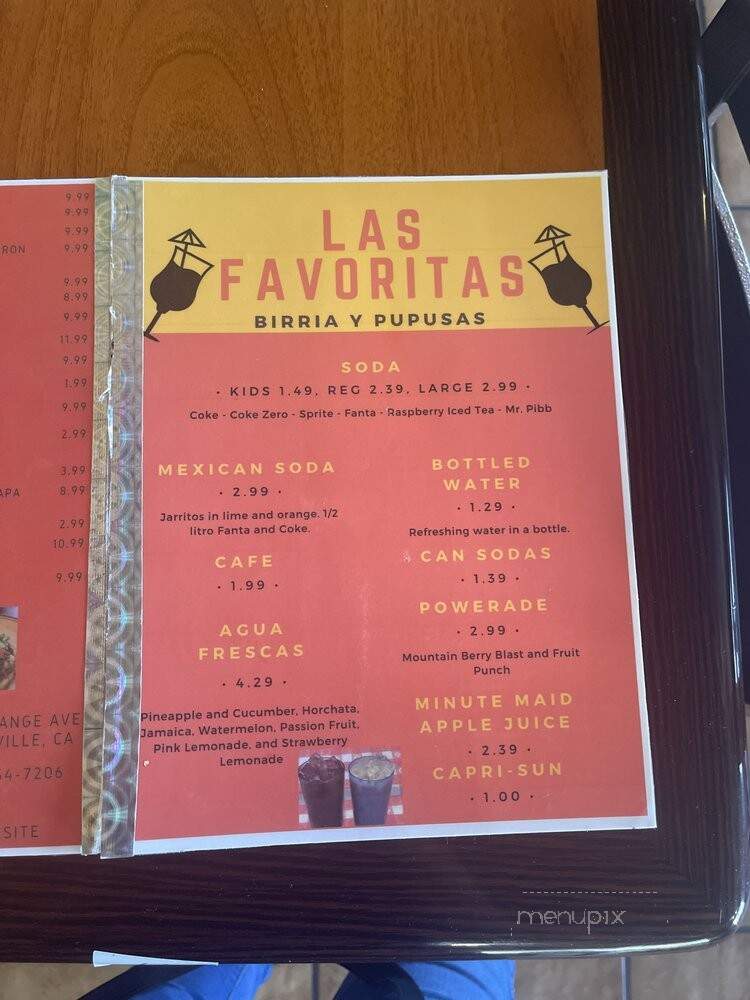 9.99
9.99
9.99
RON 9.99
9.99
8.99
9.99
11.99
9.99
1.99
9.99
2.99
3.99
APA 8.99
2.99
10.99
9.99
ANGE AVE
VILLE, CA
54-7206
SITE
LAS
FAVORITAS
BIRRIA Y PUPUSAS
SODA
• KIDS 1.49, REG 2.39, LARGE 2.99 •
Coke - Coke Zero - Sprite - Fanta - Raspberry Iced Tea - Mr. Pibb
MEXICAN SODA
• 2.99 •
Jarritos in lime and orange. 1/2
litro Fanta and Coke.
CAFE
• 1.99 •
AGUA
FRESCAS
• 4.29 •
Pineapple and Cucumber, Horchata,
Jamaica, Watermelon, Passion Fruit,
Pink Lemonade, and Strawberry
Lemonade
BOTTLED
WATER
• 1.29 •
Refreshing water in a bottle.
CAN SODAS
• 1.39 •
POWERADE
• 2.99 •
Mountain Berry Blast and Fruit
Punch
MINUTE MAID
APPLE JUICE
• 2.39 •
CAPRI-SUN
• 1.00 •
menupix